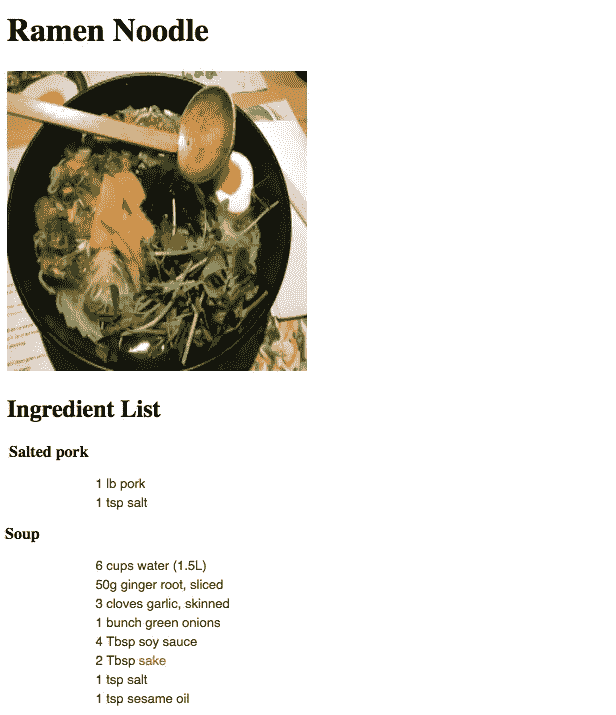 Ramen Noodle
Ingredient List
Salted pork
1 lb pork
1 tsp salt
Soup
6 cups water (1.5L)
50g ginger root, sliced
3 cloves garlic, skinned
1 bunch green onions
4 Tbsp soy sauce
2 Tbsp sake
1 tsp salt
1 tsp sesame oil